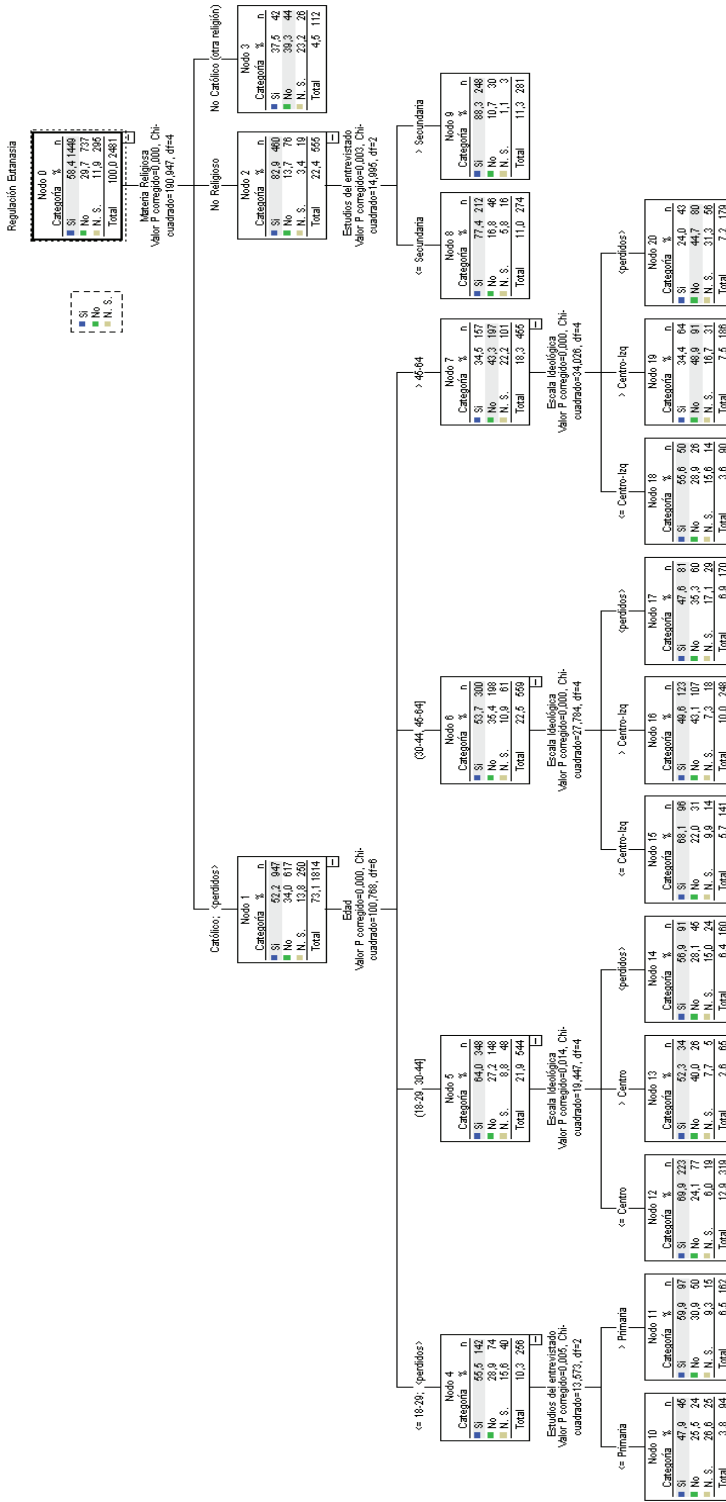 Regulación Eutanasia
Si
No
N. S.
Nodo 0
Categoría % n
Si 58,4 1449
No 29,7 737
N. S. 11,9 295
Total 100,0 2481
Materia Religiosa
Valor P corregido=0,000, Chi-
cuadrado=190,947, df=4
Católico; <perdidos>
Nodo 1
Categoría % n
Si 52,2 947
No 34,0 617
N. S. 13,8 250
Total 73,1 1814
Edad
Valor P corregido=0,000, Chi-
cuadrado=100,768, df=6
No Religioso
Nodo 2
Categoría % n
Si 82,9 460
No 13,7 76
N. S. 3,4 19
Total 22,4 555
Estudios del entrevistado
Valor P corregido=0,003, Chi-
cuadrado=14,995, df=2
No Católico (otra religión)
Nodo 3
Categoría % n
Si 37,5 42
No 39,3 44
N. S. 23,2 26
Total 4,5 112
<= 18-29; <perdidos>
Nodo 4
Categoría % n
Si 55,5 142
No 28,9 74
N. S. 15,6 40
Total 10,3 256
Estudios del entrevistado
Valor P corregido=0,005, Chi-
cuadrado=13,573, df=2
(18-29, 30-44]
Nodo 5
Categoría % n
Si 64,0 348
No 27,2 148
N. S. 8,8 48
Total 21,9 544
Escala Ideológica
Valor P corregido=0,014, Chi-
cuadrado=19,447, df=4
(30-44, 45-64]
Nodo 6
Categoría % n
Si 53,7 300
No 35,4 198
N. S. 10,9 61
Total 22,5 559
Escala Ideológica
Valor P corregido=0,000, Chi-
cuadrado=27,784, df=4
> 45-64
Nodo 7
Categoría % n
Si 34,5 157
No 43,3 197
N. S. 22,2 101
Total 18,3 455
Escala Ideológica
Valor P corregido=0,000, Chi-
cuadrado=34,026, df=4
<= Secundaria
Nodo 8
Categoría % n
Si 77,4 212
No 16,8 46
N. S. 5,8 16
Total 11,0 274
> Secundaria
Nodo 9
Categoría % n
Si 88,3 248
No 10,7 30
N. S. 1,1 3
Total 11,3 281
<= Primaria
Nodo 10
Categoría % n
Si 47,9 45
No 25,5 24
N. S. 26,6 25
Total 3,8 94
> Primaria
Nodo 11
Categoría % n
Si 59,9 97
No 30,9 50
N. S. 9,3 15
Total 6,5 162
<= Centro
Nodo 12
Categoría % n
Si 69,9 223
No 24,1 77
N. S. 6,0 19
Total 12,9 319
> Centro
Nodo 13
Categoría % n
Si 52,3 34
No 40,0 26
N. S. 7,7 5
Total 2,6 65
<perdidos>
Nodo 14
Categoría % n
Si 56,9 91
No 28,1 45
N. S. 15,0 24
Total 6,4 160
<= Centro-Izq
Nodo 15
Categoría % n
Si 68,1 96
No 22,0 31
N. S. 9,9 14
Total 5,7 141
> Centro-Izq
Nodo 16
Categoría % n
Si 49,6 123
No 43,1 107
N. S. 7,3 18
Total 10,0 248
<perdidos>
Nodo 17
Categoría % n
Si 47,6 81
No 35,3 60
N. S. 17,1 29
Total 6,9 170
<= Centro-Izq
Nodo 18
Categoría % n
Si 55,6 50
No 28,9 26
N. S. 15,6 14
Total 3,6 90
> Centro-Izq
Nodo 19
Categoría % n
Si 34,4 64
No 48,9 91
N. S. 16,7 31
Total 7,5 186
<perdidos>
Nodo 20
Categoría % n
Si 24,0 43
No 44,7 80
N. S. 31,3 56
Total 7,2 179